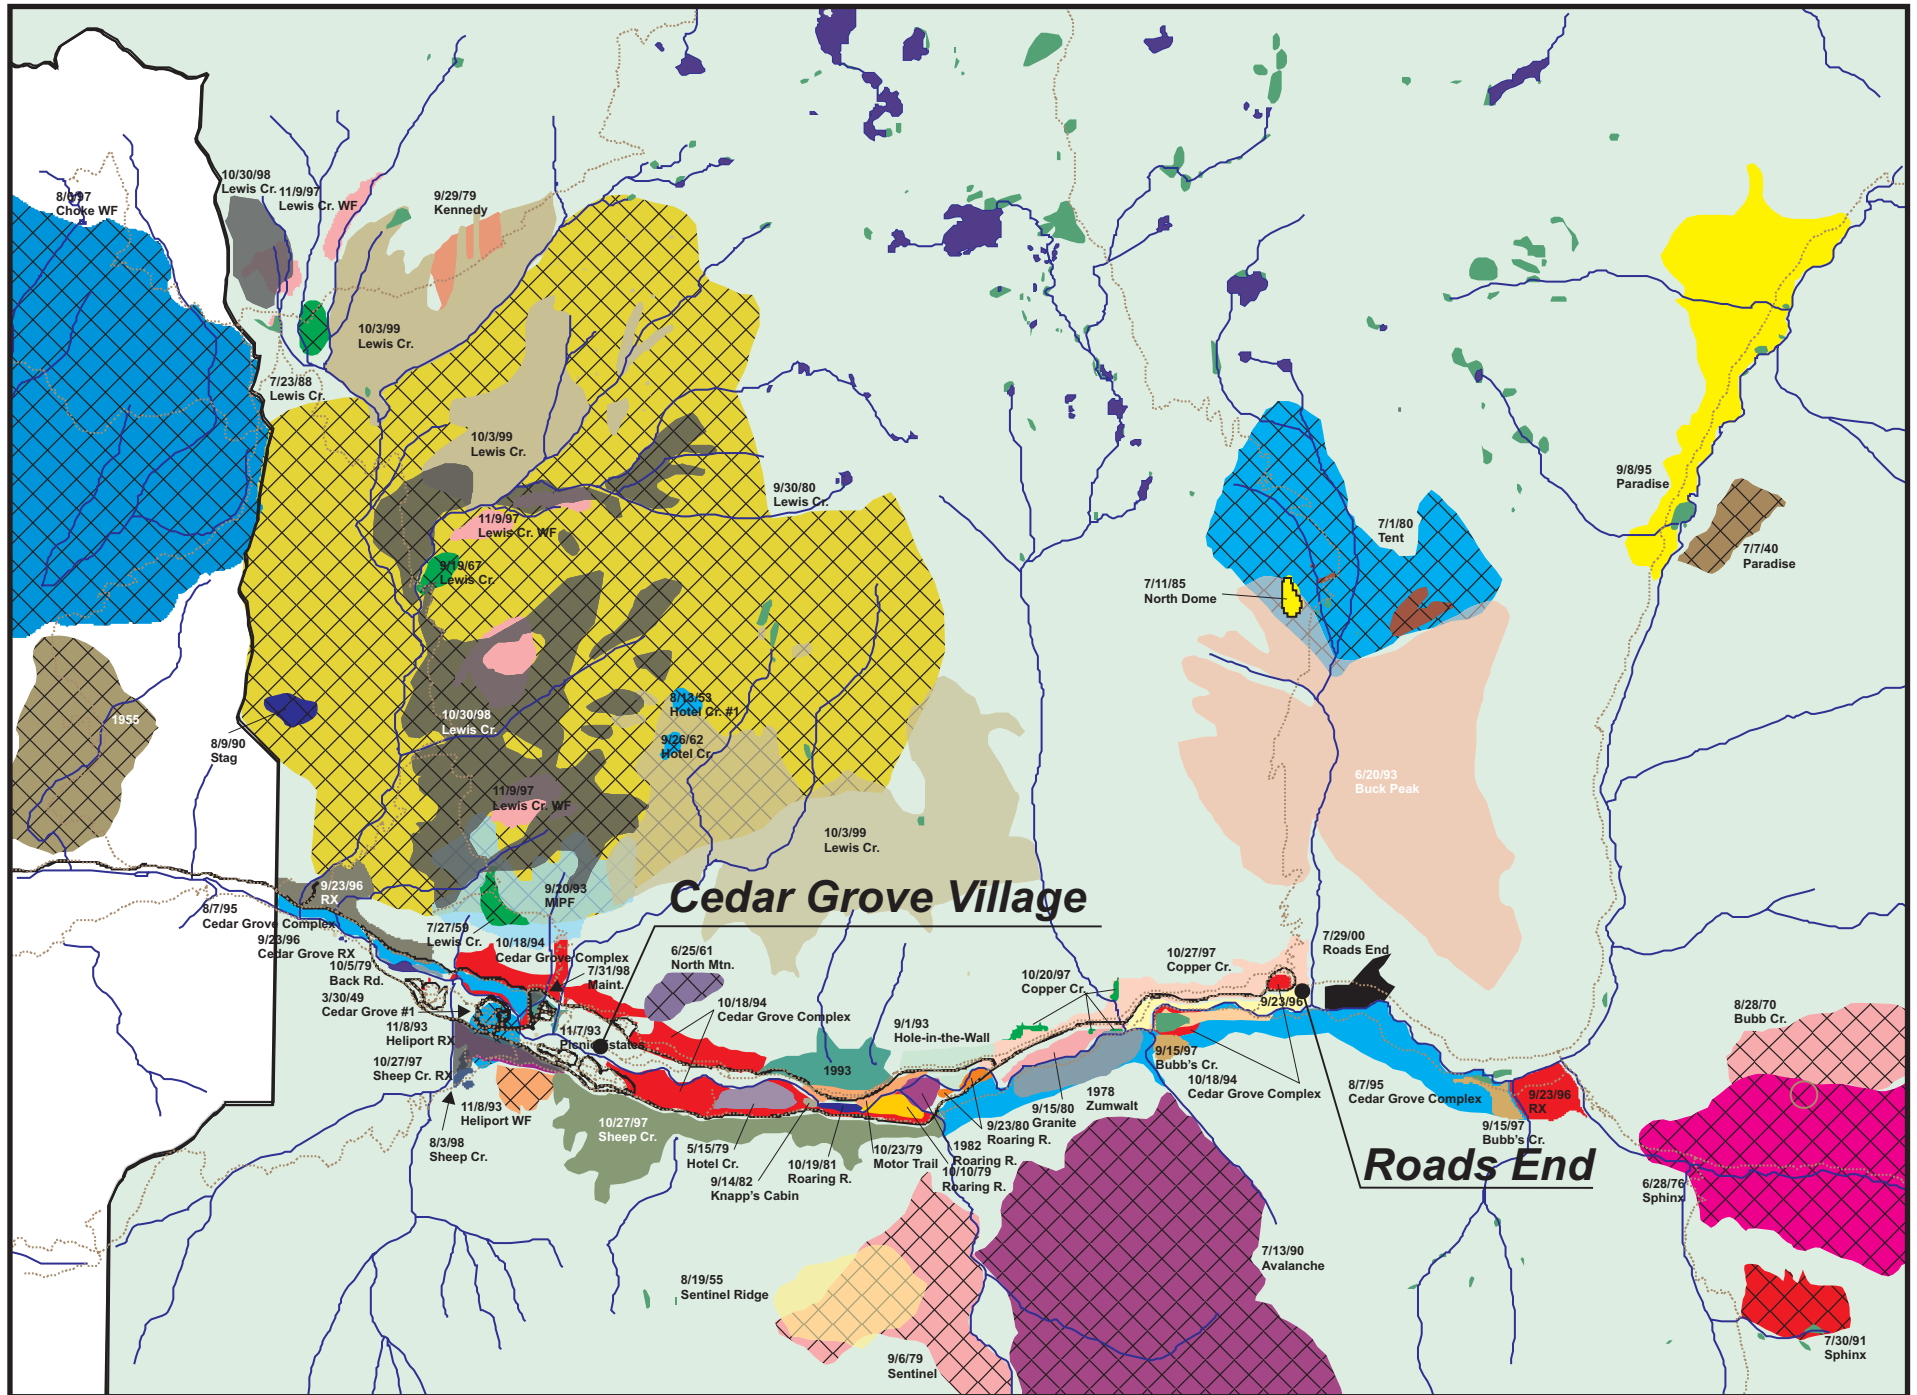 10/30/98
Lewis Cr.
11/9/97
Lewis Cr. WF
8/6/97
Choke WF
9/29/79
Kennedy
10/3/99
Lewis Cr.
7/23/88
Lewis Cr.
10/3/99
Lewis Cr.
9/30/80
Lewis Cr.
11/9/97
Lewis Cr. WF
9/19/67
Lewis Cr.
9/8/95
Paradise
7/1/80
Tent
7/7/40
Paradise
7/11/85
North Dome
1955
8/9/90
Stag
10/30/98
Lewis Cr.
8/13/53
Hotel Cr. #1
9/26/62
Hotel Cr.
11/9/97
Lewis Cr. WF
6/20/93
Buck Peak
10/3/99
Lewis Cr.
9/23/96
RX
9/20/93
MIPF
Cedar Grove Village
8/7/95
Cedar Grove Complex
9/23/96
Cedar Grove RX
7/27/59
Lewis Cr.
10/18/94
Cedar Grove Complex
6/25/61
North Mtn.
10/5/79
Back Rd.
7/31/98
Maint.
3/30/49
Cedar Grove #1
11/8/93
Heliport RX
11/7/93
Picnic Estates
10/18/94
Cedar Grove Complex
10/20/97
Copper Cr.
10/27/97
Copper Cr.
7/29/00
Roads End
9/23/96
8/28/70
Bubb Cr.
9/1/93
Hole-in-the-Wall
10/27/97
Sheep Cr. RX
1993
9/15/97
Bubb's Cr.
10/18/94
Cedar Grove Complex
8/7/95
Cedar Grove Complex
9/23/96
RX
11/8/93
Heliport WF
10/27/97
Sheep Cr.
1978
Zumwalt
9/15/80
Granite
9/23/80
Roaring R.
9/15/97
Bubb's Cr.
8/3/98
Sheep Cr.
5/15/79
Hotel Cr.
9/14/82
Knapp's Cabin
10/19/81
Roaring R.
10/23/79
Motor Trail
1982
Roaring R.
10/10/79
Roaring R.
Roads End
6/28/76
Sphinx
7/13/90
Avalanche
8/19/55
Sentinel Ridge
9/6/79
Sentinel
7/30/91
Sphinx